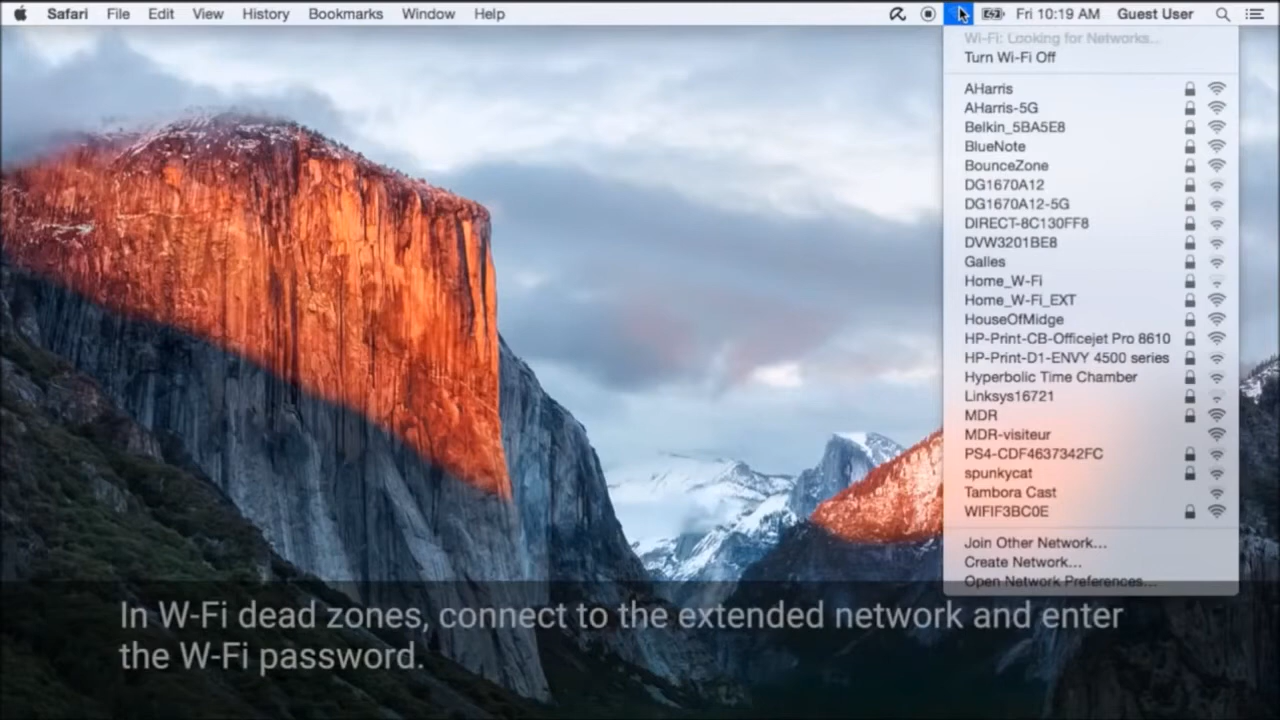 Safari File Edit View History Bookmarks Window Help Fri 10:19 AM Guest User
Wi-Fi: Looking for Networks...
Turn Wi-Fi Off
AHarris
AHarris-5G
Belkin_5BA5E8
BlueNote
BounceZone
DG1670A12
DG1670A12-5G
DIRECT-8C130FF8
DVW3201BE8
Galles
Home_W-Fi
Home_W-Fi_EXT
HouseOfMidge
HP-Print-CB-Officejet Pro 8610
HP-Print-D1-ENVY 4500 series
Hyperbolic Time Chamber
Linksys16721
MDR
MDR-visiteur
PS4-CDF4637342FC
spunkycat
Tambora Cast
WIFIF3BC0E
Join Other Network...
Create Network...
Open Network Preferences...
In W-Fi dead zones, connect to the extended network and enter
the W-Fi password.